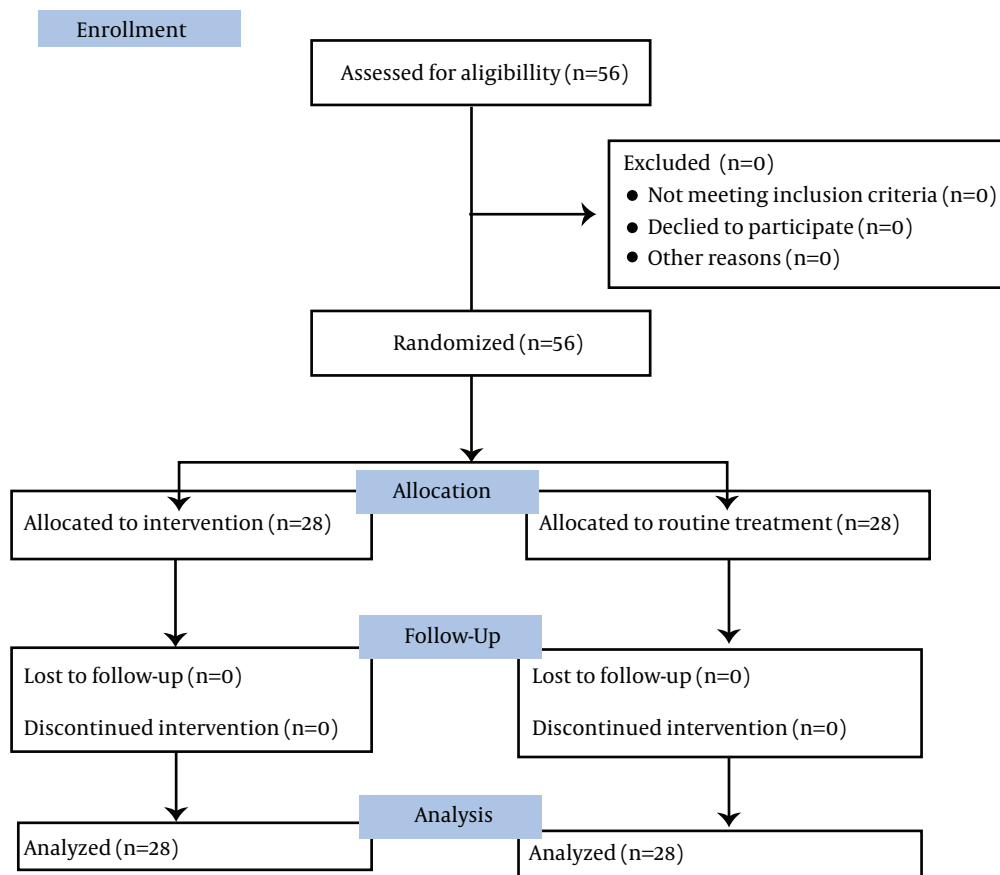 Enrollment
Assessed for aligibillity (n=56)
Excluded (n=0)
● Not meeting inclusion criteria (n=0)
● Declied to participate (n=0)
● Other reasons (n=0)
Randomized (n=56)
Allocation
Allocated to intervention (n=28)
Allocated to routine treatment (n=28)
Follow-Up
Lost to follow-up (n=0)
Discontinued intervention (n=0)
Lost to follow-up (n=0)
Discontinued intervention (n=0)
Analysis
Analyzed (n=28)
Analyzed (n=28)